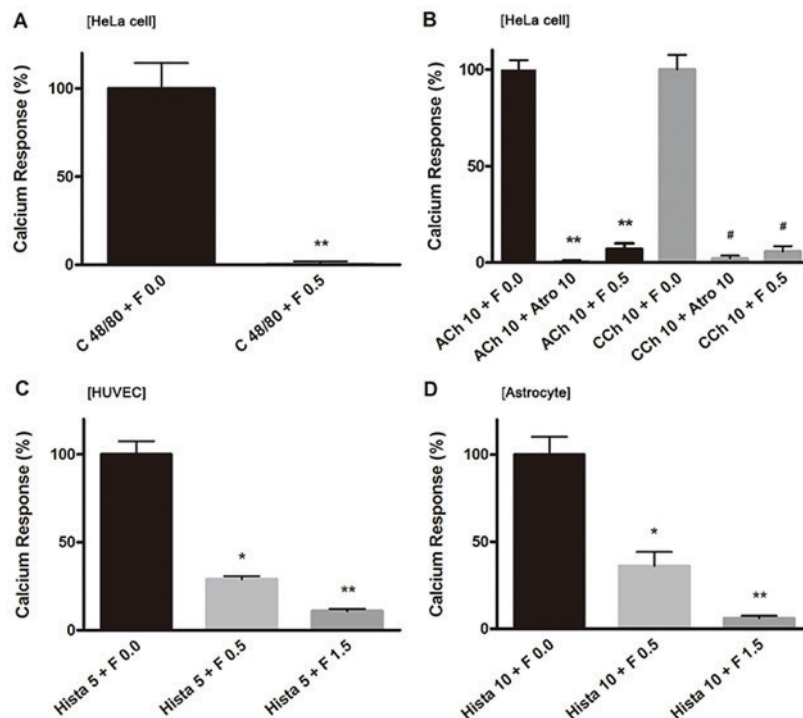 A
[HeLa cell]
Calcium Response (%)
100
50
0
**
C 48/80 + F 0.0
C 48/80 + F 0.5
B
[HeLa cell]
Calcium Response (%)
100
50
0
**
**
#
#
ACh 10 + F 0.0
ACh 10 + Atro 10
ACh 10 + F 0.5
CCh 10 + F 0.0
CCh 10 + Atro 10
CCh 10 + F 0.5
C
[HUVEC]
Calcium Response (%)
100
50
0
*
**
Hista 5 + F 0.0
Hista 5 + F 0.5
Hista 5 + F 1.5
D
[Astrocyte]
Calcium Response (%)
100
50
0
*
**
Hista 10 + F 0.0
Hista 10 + F 0.5
Hista 10 + F 1.5